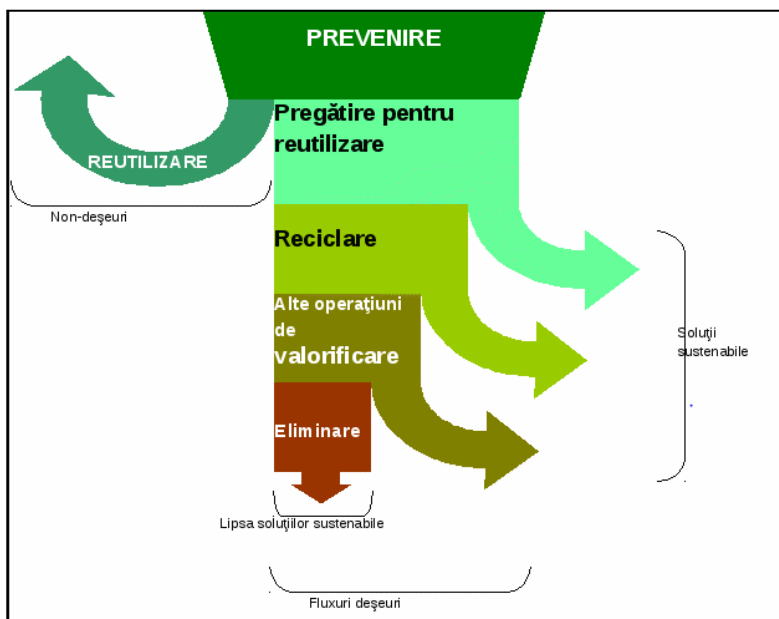 PREVENIRE
Pregătire pentru
reutilizare
REUTILIZARE
Non-deşeuri
Reciclare
Alte operaţiuni
de
valorificare
Soluţii
sustenabile
Eliminare
Lipsa soluţiilor sustenabile
Fluxuri deşeuri